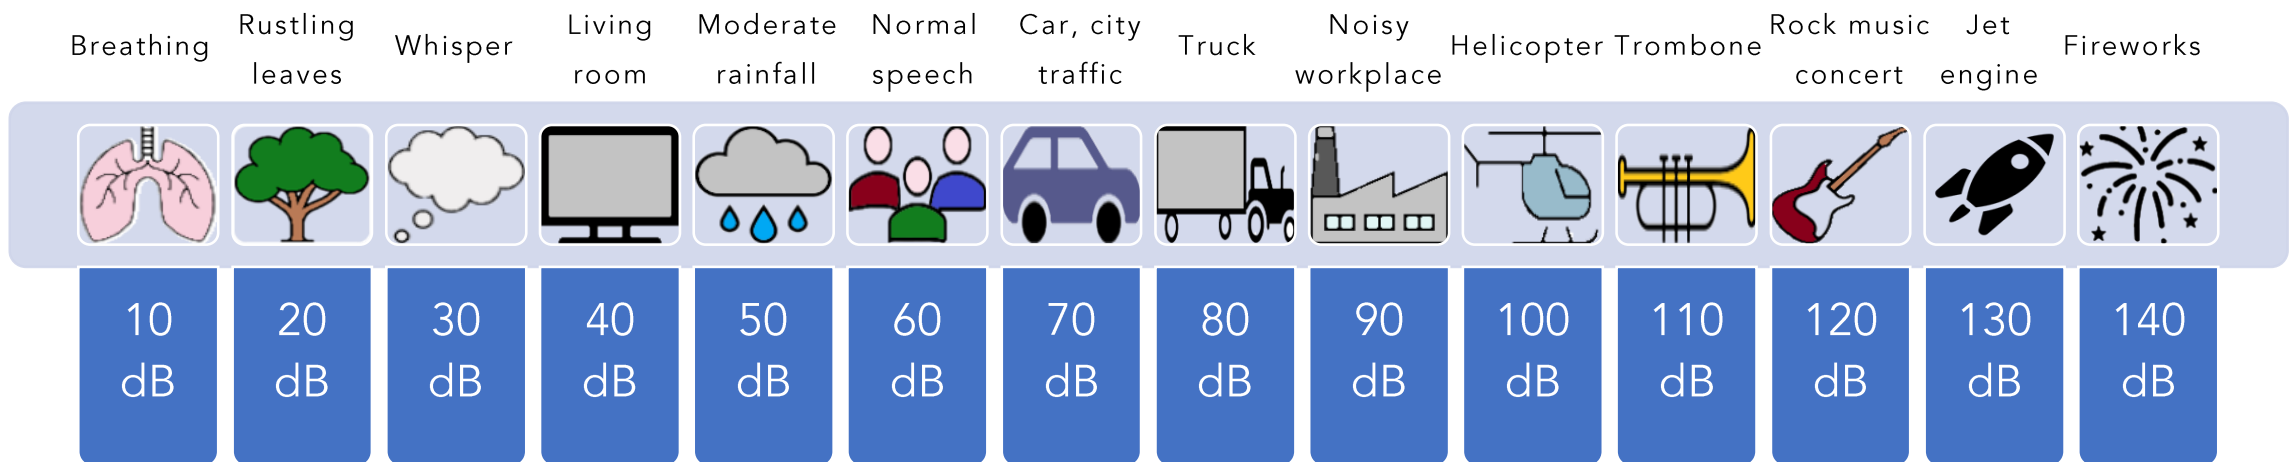 Breathing
Rustling
leaves
Whisper
Living
room
Moderate
rainfall
Normal
speech
Car, city
traffic
Truck
Noisy
workplace
Helicopter
Trombone
Rock music
concert
Jet
engine
Fireworks
10
dB
20
dB
30
dB
40
dB
50
dB
60
dB
70
dB
80
dB
90
dB
100
dB
110
dB
120
dB
130
dB
140
dB